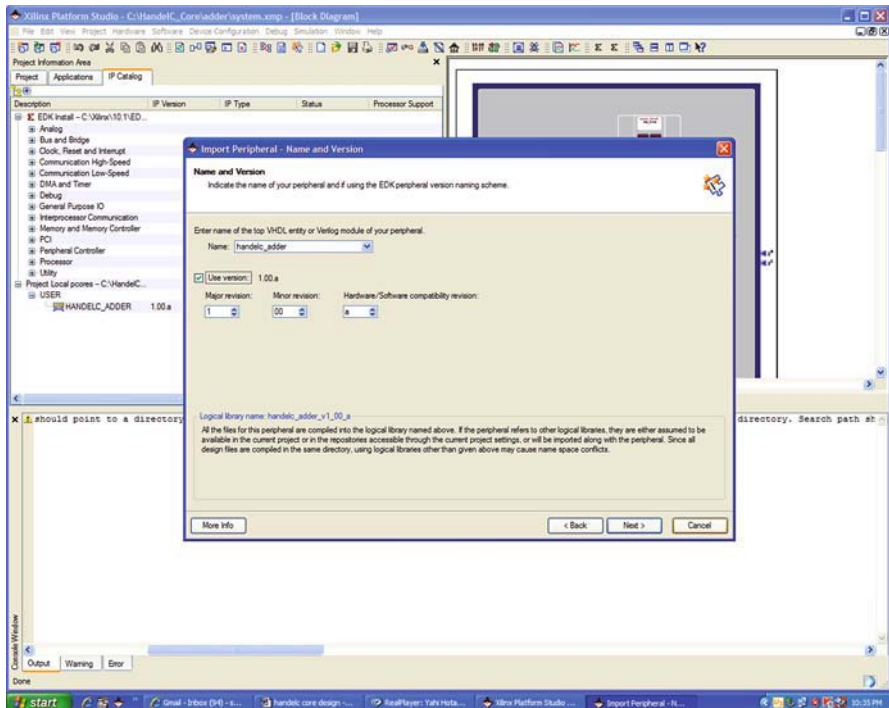 Xilinx Platform Studio - C:\HandelC_Core\adder\system.xmp - [Block Diagram]
File Edit View Project Hardware Software Device Configuration Debug Simulation Window Help
Project Information Area
Project Applications IP Catalog
Description IP Version IP Type Status Processor Support
EDK Install - C:\Xilinx\10.1\ED...
Analog
Bus and Bridge
Clock, Reset and Interrupt
Communication High-Speed
Communication Low-Speed
DMA and Timer
Debug
General Purpose IO
Interprocessor Communication
Memory and Memory Controller
PCI
Peripheral Controller
Processor
Utility
Project Local pcores - C:\HandelC...
USER
HANDELC_ADDER 1.00.a
Import Peripheral - Name and Version
Name and Version
Indicate the name of your peripheral and if using the EDK peripheral version naming scheme.
Enter name of the top VHDL entity or Verilog module of your peripheral.
Name: handelc_adder
Use version: 1.00.a
Major revision: Minor revision: Hardware/Software compatibility revision:
1 00 a
Logical library name: handelc_adder_v1_00_a
All the files for this peripheral are compiled into the logical library named above. If the peripheral refers to other logical libraries, they are either assumed to be
available in the current project or in the repositories accessible through the current project settings, or will be imported along with the peripheral. Since all
design files are compiled in the same directory, using logical libraries other than given above may cause name space conflicts.
More Info < Back Next > Cancel
should point to a directory directory. Search path sh
Console Window
Output Warning Error
Done
start Gmail - Inbox (94) - s... handelc core design -... RealPlayer: Yahi Hota... Xilinx Platform Studio ... Import Peripheral - N... 10:35 PM